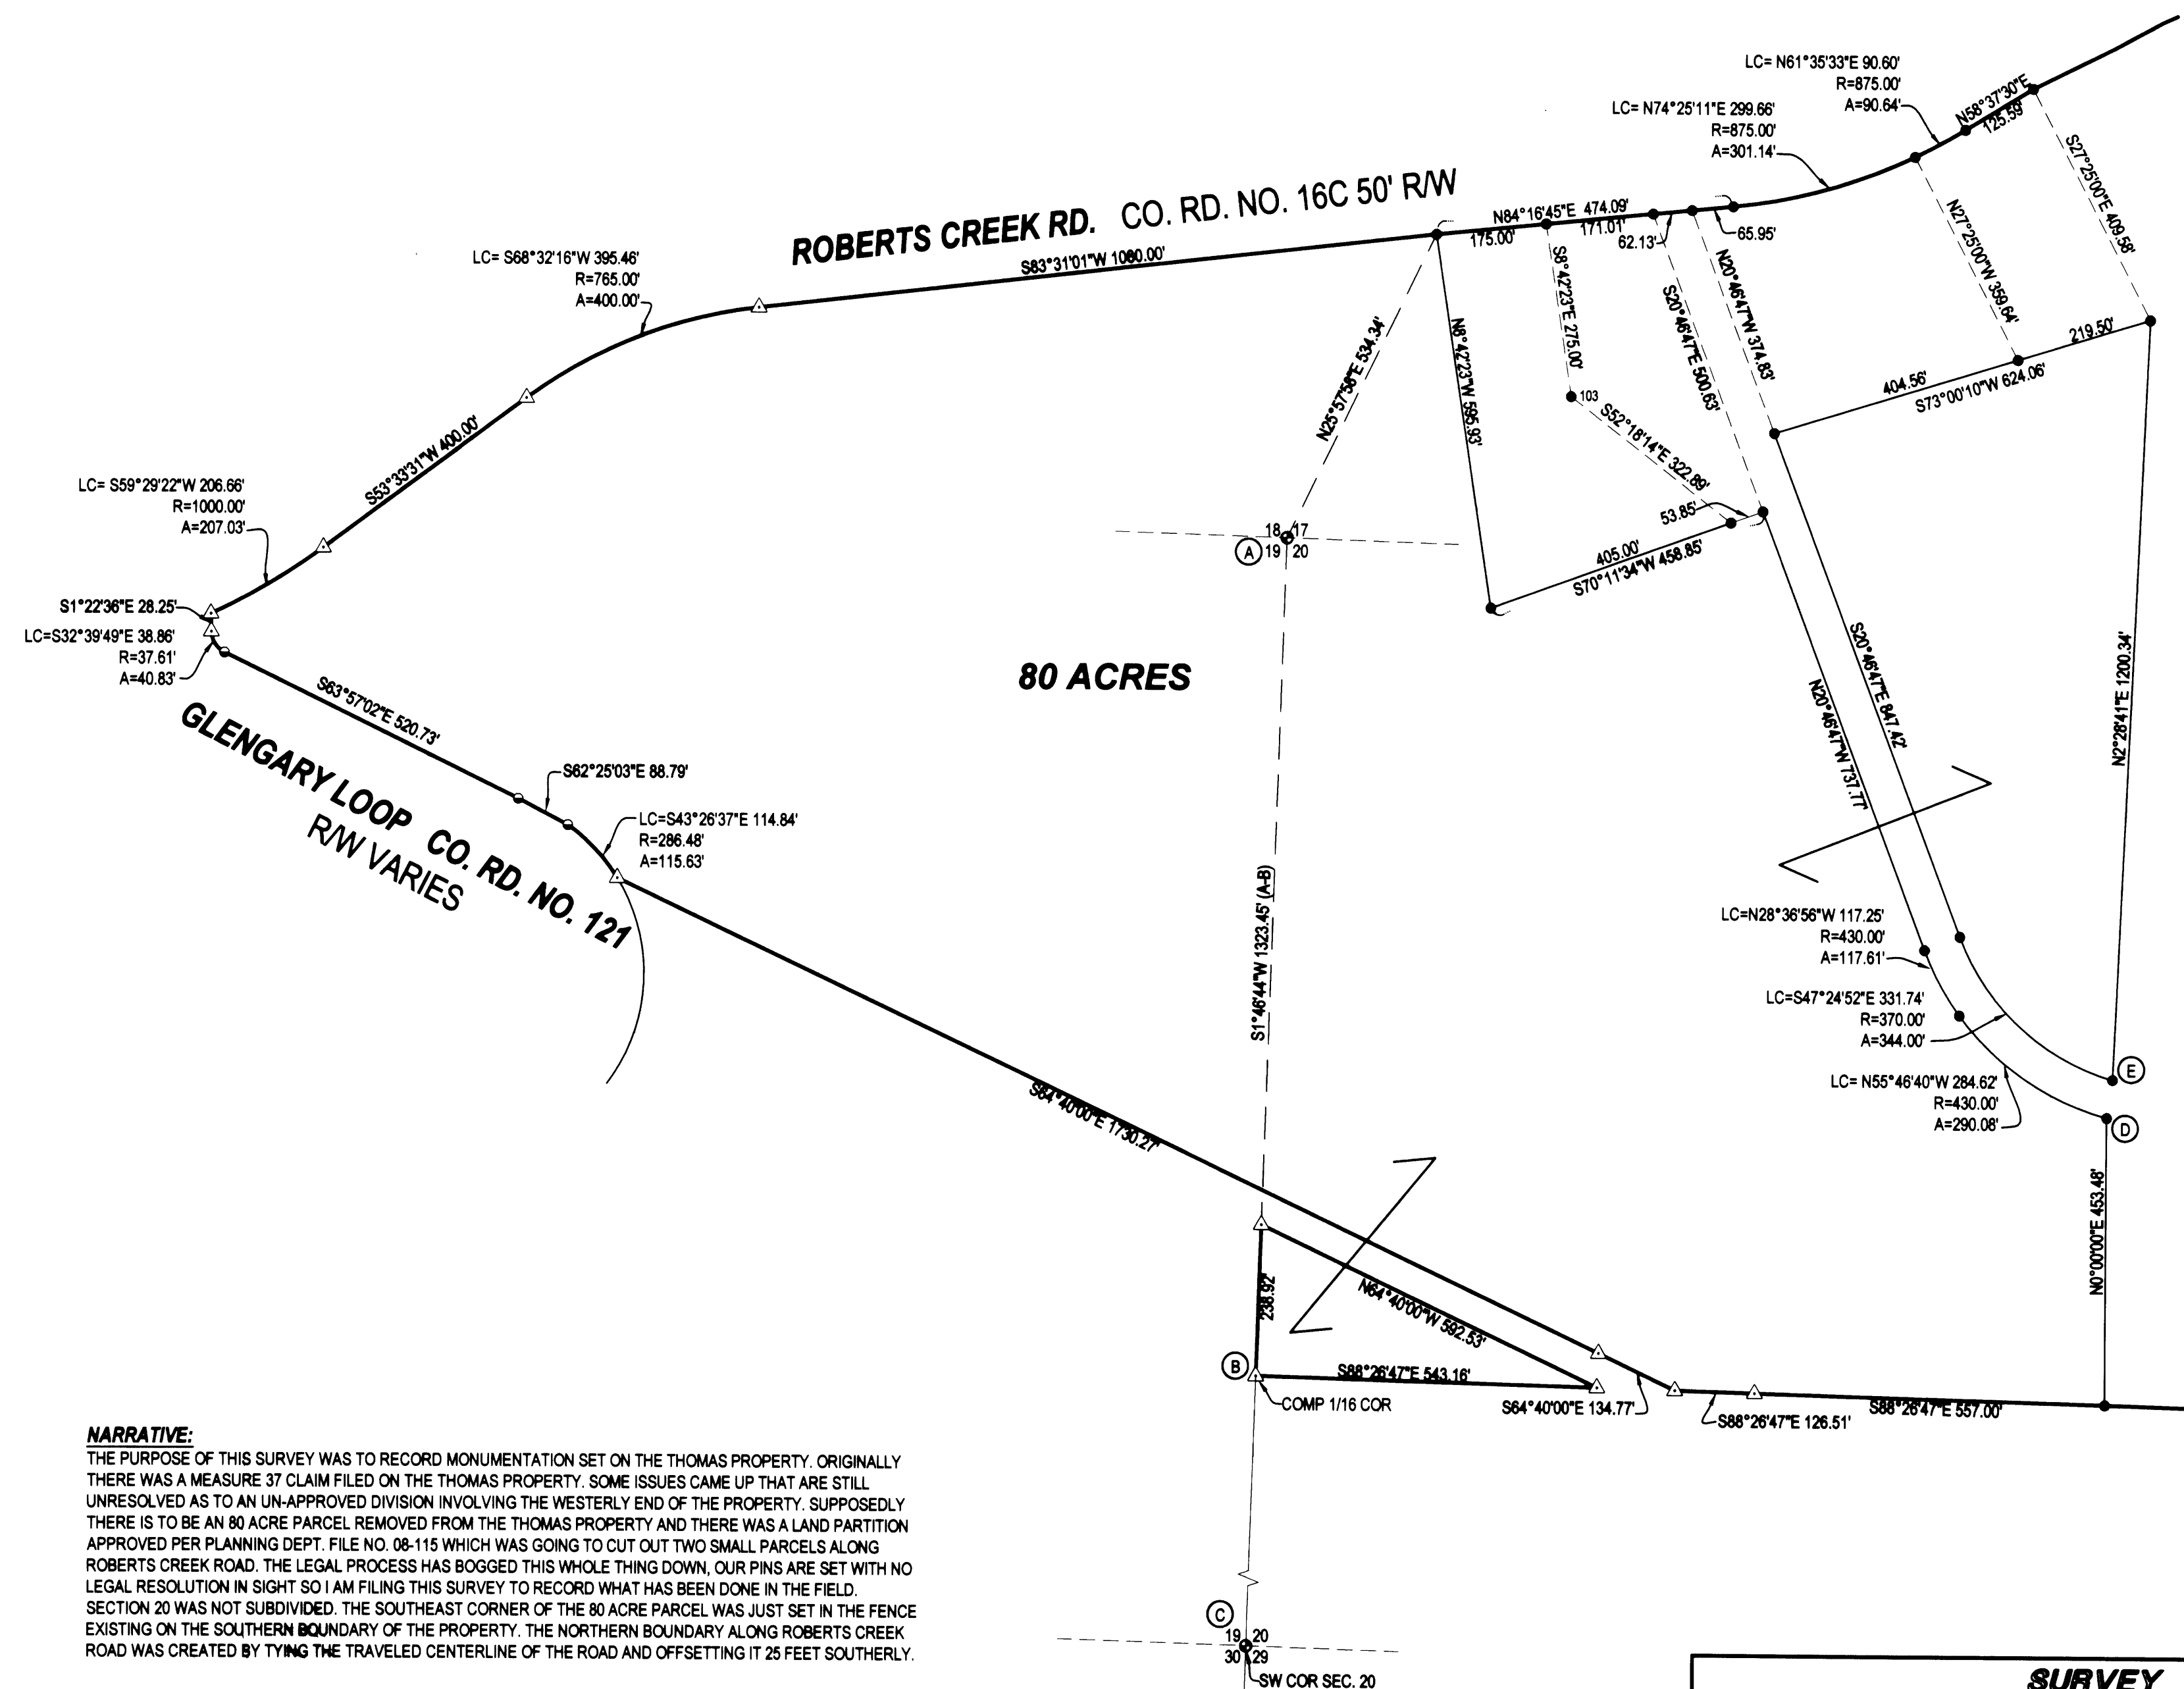 LC= N61°35'33"E 90.60'
R=875.00'
A=90.64'
N58°37'30"E
125.59'
LC= N74°25'11"E 299.66'
R=875.00'
A=301.14'
S27°25'00"E 409.58'
ROBERTS CREEK RD. CO. RD. NO. 16C 50' R/W
N84°16'45"E 474.09'
175.00'
171.01'
62.13'
65.95'
N27°25'00"W 359.64'
LC= S68°32'16"W 395.46'
R=765.00'
A=400.00'
S83°31'01"W 1080.00'
S8°42'23"E 275.00'
S20°46'47"E 500.63'
N20°46'47"W 374.83'
219.50'
404.56'
S73°00'10"W 624.06'
N25°57'58"E 534.34'
N8°42'23"W 595.93'
103
S52°18'14"E 322.89'
53.85'
405.00'
S70°11'34"W 458.85'
S53°33'31"W 400.00'
LC= S59°29'22"W 206.66'
R=1000.00'
A=207.03'
18 17
A 19 20
S1°22'36"E 28.25'
LC=S32°39'49"E 38.86'
R=37.61'
A=40.83'
80 ACRES
S63°57'02"E 520.73'
GLENGARY LOOP CO. RD. NO. 121
R/W VARIES
S62°25'03"E 88.79'
LC=S43°26'37"E 114.84'
R=286.48'
A=115.63'
S20°46'47"E 847.42'
N20°46'47"W 737.77'
N2°28'41"E 1200.34'
S1°46'44"W 1323.45' (A-B)
LC=N28°36'56"W 117.25'
R=430.00'
A=117.61'
LC=S47°24'52"E 331.74'
R=370.00'
A=344.00'
E
LC= N55°46'40"W 284.62'
R=430.00'
A=290.08'
D
S64°40'00"E 1730.27'
N0°00'00"E 453.48'
238.92'
N64°40'00"W 592.53'
B
S88°26'47"E 543.16'
COMP 1/16 COR
S64°40'00"E 134.77'
S88°26'47"E 126.51'
S88°26'47"E 557.00'
NARRATIVE:
THE PURPOSE OF THIS SURVEY WAS TO RECORD MONUMENTATION SET ON THE THOMAS PROPERTY. ORIGINALLY
THERE WAS A MEASURE 37 CLAIM FILED ON THE THOMAS PROPERTY. SOME ISSUES CAME UP THAT ARE STILL
UNRESOLVED AS TO AN UN-APPROVED DIVISION INVOLVING THE WESTERLY END OF THE PROPERTY. SUPPOSEDLY
THERE IS TO BE AN 80 ACRE PARCEL REMOVED FROM THE THOMAS PROPERTY AND THERE WAS A LAND PARTITION
APPROVED PER PLANNING DEPT. FILE NO. 08-115 WHICH WAS GOING TO CUT OUT TWO SMALL PARCELS ALONG
ROBERTS CREEK ROAD. THE LEGAL PROCESS HAS BOGGED THIS WHOLE THING DOWN, OUR PINS ARE SET WITH NO
LEGAL RESOLUTION IN SIGHT SO I AM FILING THIS SURVEY TO RECORD WHAT HAS BEEN DONE IN THE FIELD.
SECTION 20 WAS NOT SUBDIVIDED. THE SOUTHEAST CORNER OF THE 80 ACRE PARCEL WAS JUST SET IN THE FENCE
EXISTING ON THE SOUTHERN BOUNDARY OF THE PROPERTY. THE NORTHERN BOUNDARY ALONG ROBERTS CREEK
ROAD WAS CREATED BY TYING THE TRAVELED CENTERLINE OF THE ROAD AND OFFSETTING IT 25 FEET SOUTHERLY.
C
19 20
30 29
SW COR SEC. 20
SURVEY